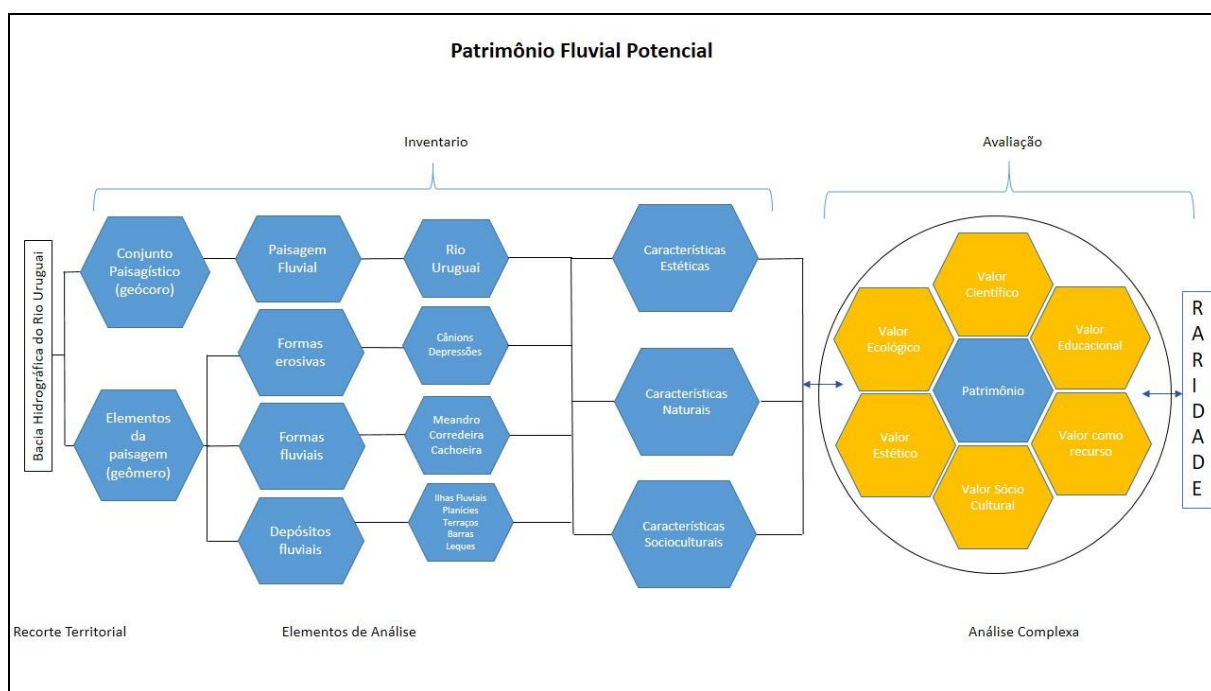 Patrimônio Fluvial Potencial
Inventario
Avaliação
Bacia Hidrográfica do Rio Uruguai
Conjunto
Paisagístico
(geócoro)
Paisagem
Fluvial
Rio
Uruguai
Características
Estéticas
Elementos
da
paisagem
(geômero)
Formas
erosivas
Cânions
Depressões
Formas
fluviais
Meandro
Corredeira
Cachoeira
Características
Naturais
Depósitos
fluviais
Ilhas Fluviais
Planícies
Terraços
Barras
Leques
Características
Socioculturais
Valor
Científico
Valor
Ecológico
Valor
Educacional
Patrimônio
Valor
Estético
Valor como
recurso
Valor Sócio
Cultural
R
A
R
I
D
A
D
E
Recorte Territorial
Elementos de Análise
Análise Complexa